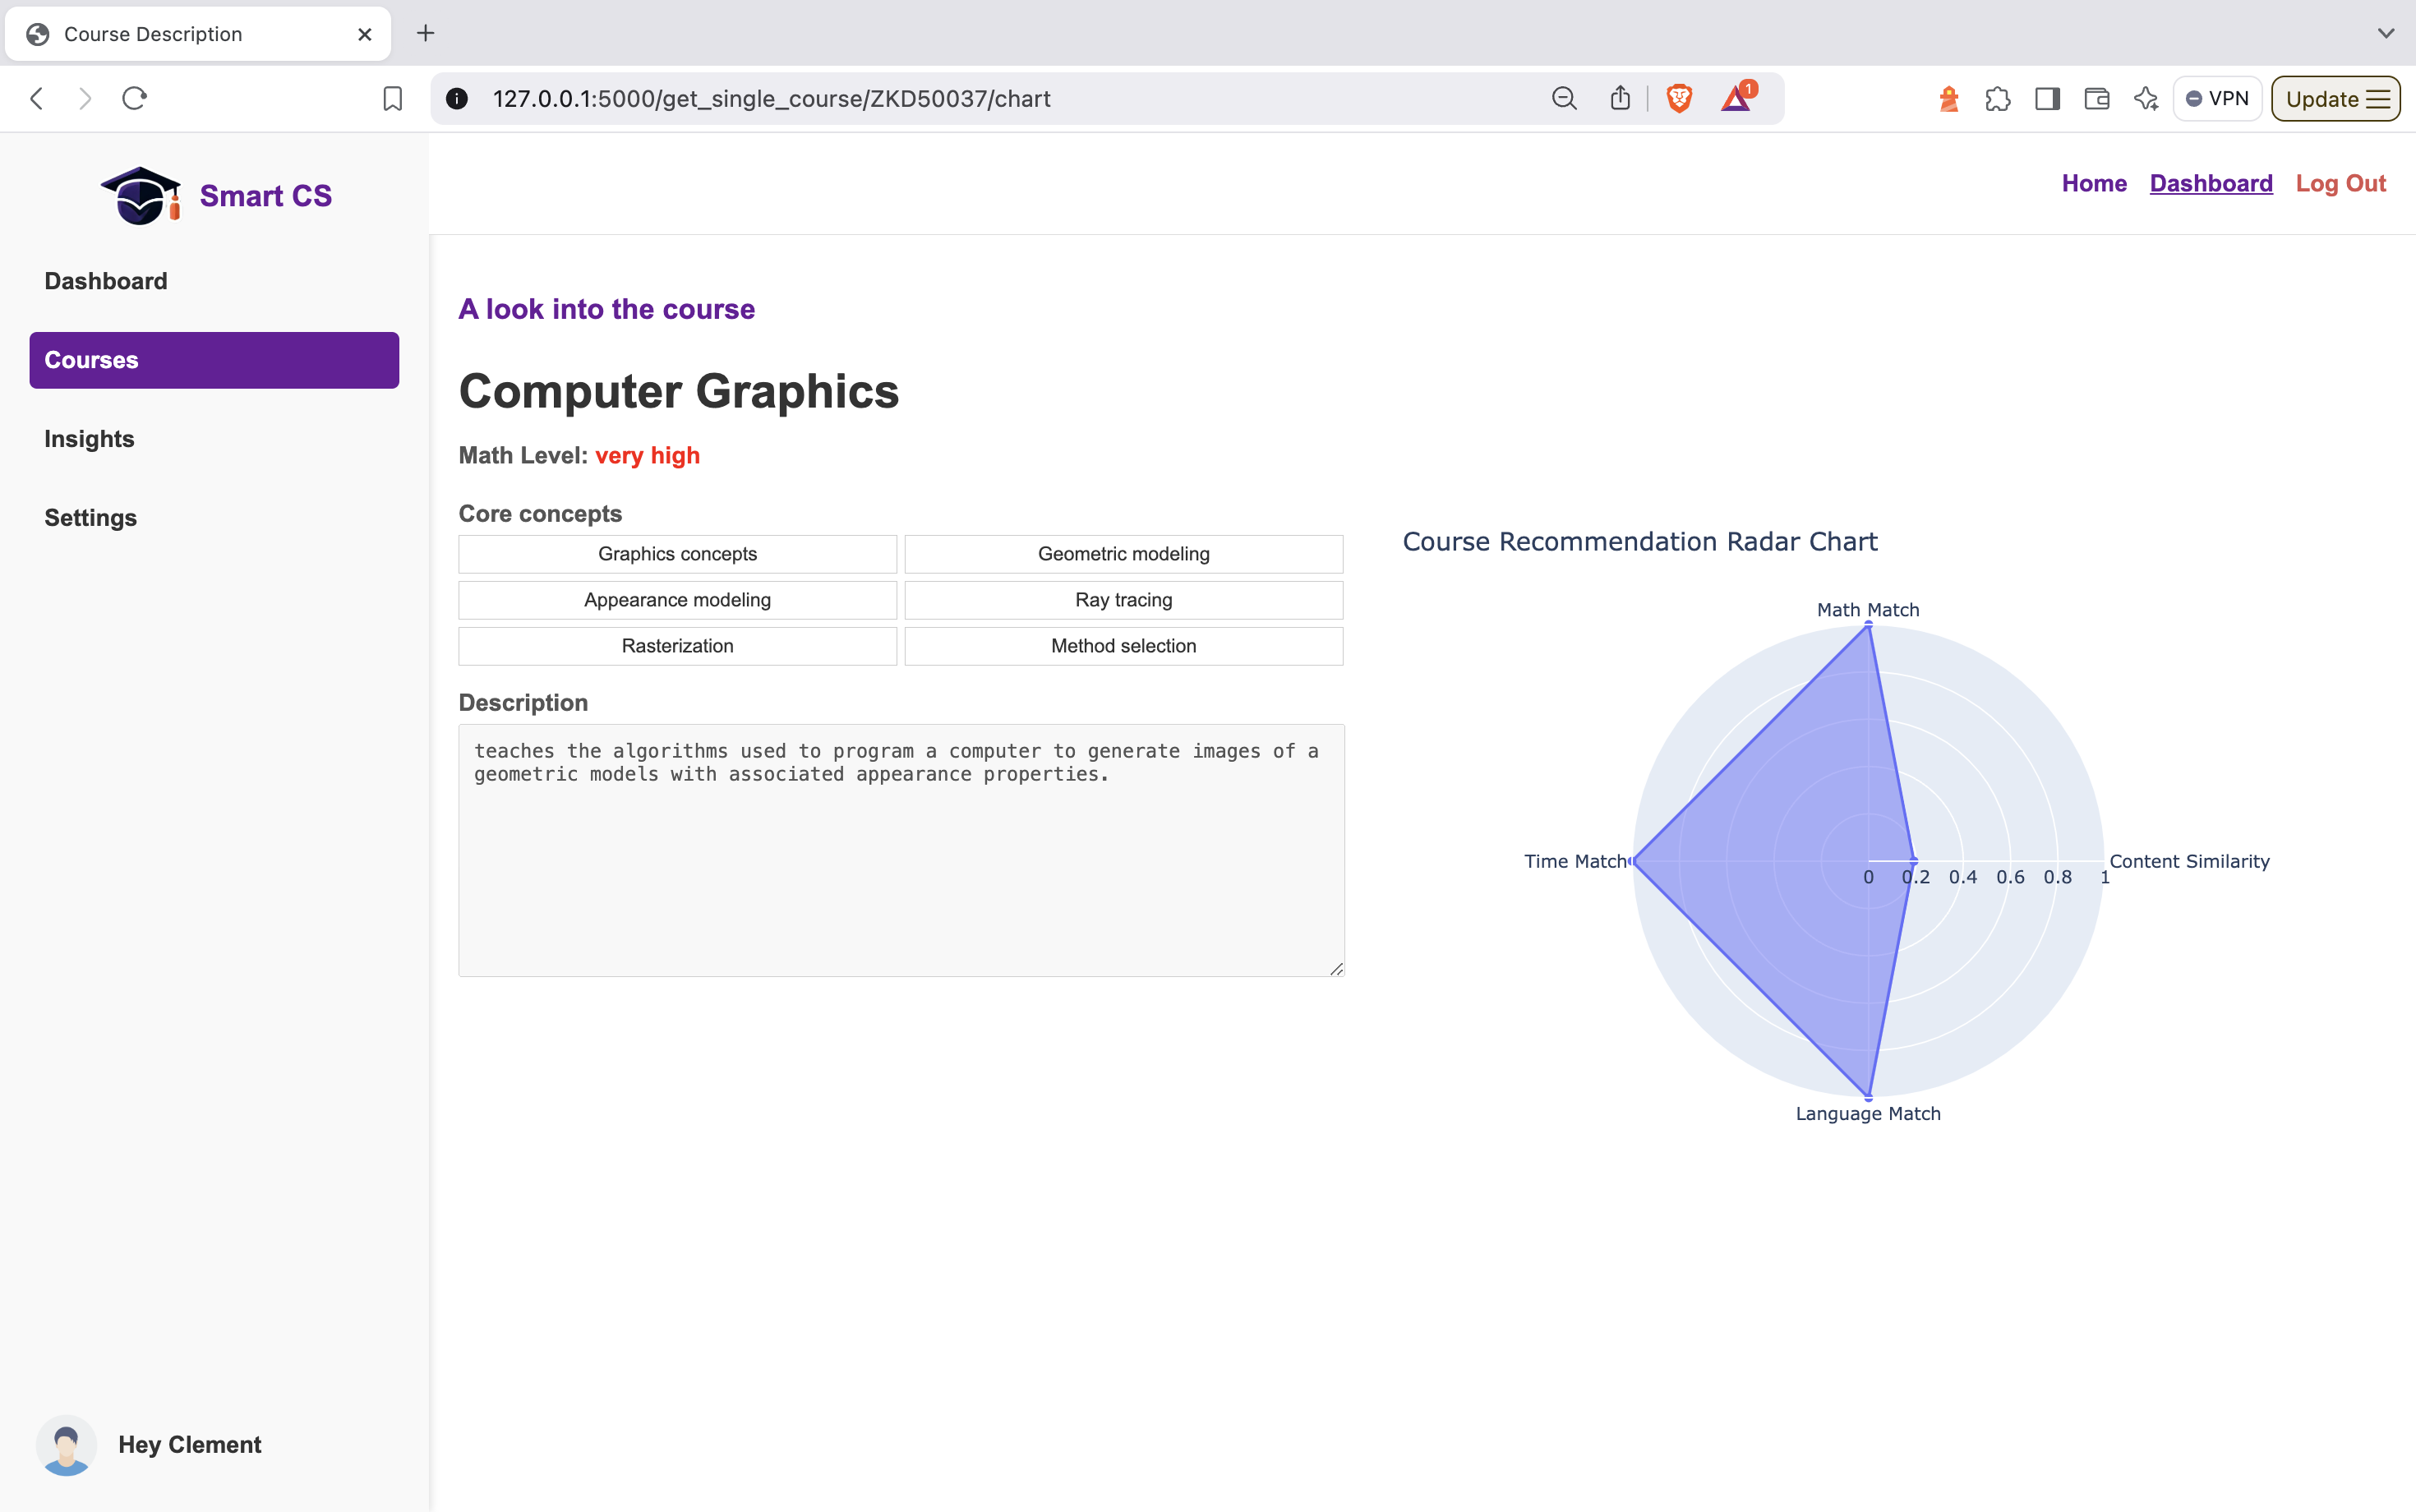 Course Description
127.0.0.1:5000/get_single_course/ZKD50037/chart
1
VPN
Update
Smart CS
Home Dashboard Log Out
Dashboard
Courses
Insights
Settings
A look into the course
Computer Graphics
Math Level: very high
Core concepts
Graphics concepts
Geometric modeling
Appearance modeling
Ray tracing
Rasterization
Method selection
Description
teaches the algorithms used to program a computer to generate images of a
geometric models with associated appearance properties.
Course Recommendation Radar Chart
Math Match
Time Match
Content Similarity
0 0.2 0.4 0.6 0.8 1
Language Match
Hey Clement